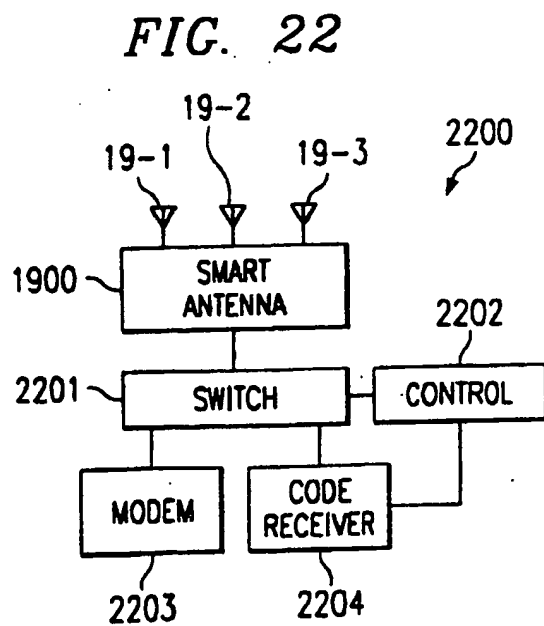 FIG. 22
19-2
19-1
19-3
2200
1900
SMART
ANTENNA
2202
2201
SWITCH
CONTROL
MODEM
CODE
RECEIVER
2203
2204